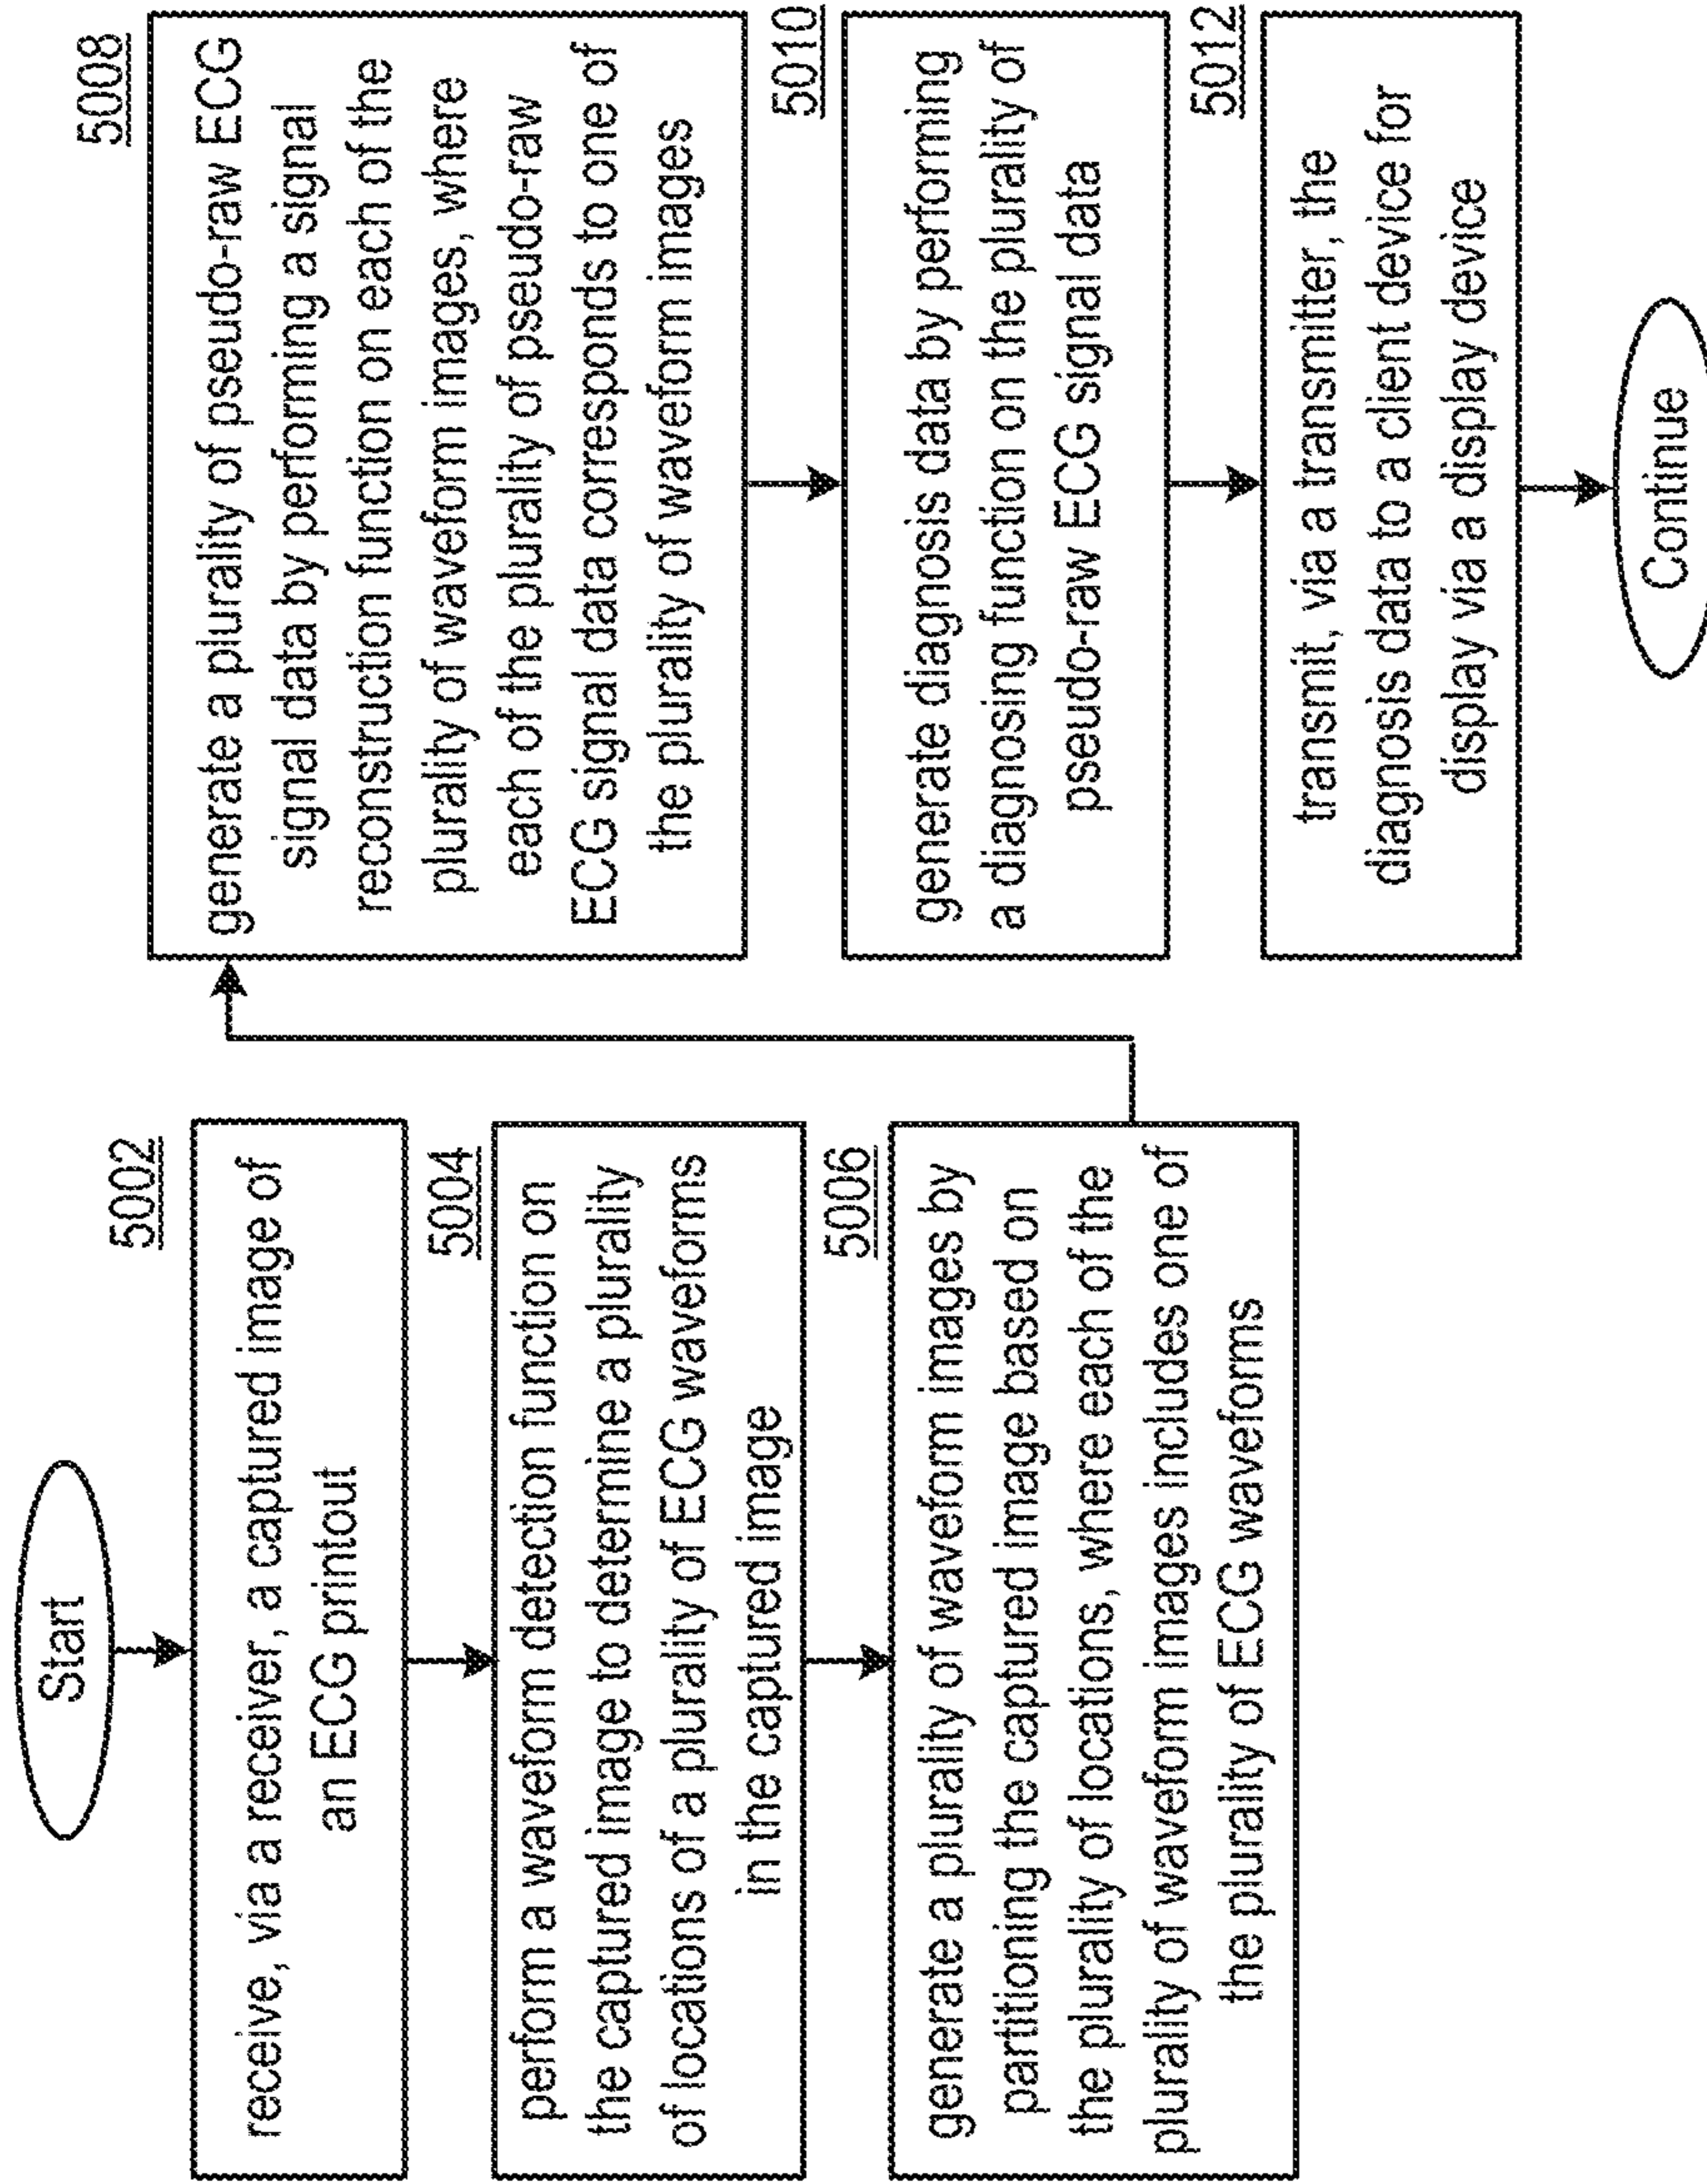 Start
5002
receive, via a receiver, a captured image of
an ECG printout
5004
perform a waveform detection function on
the captured image to determine a plurality
of locations of a plurality of ECG waveforms
in the captured image
5006
generate a plurality of waveform images by
partitioning the captured image based on
the plurality of locations, where each of the
plurality of waveform images includes one of
the plurality of ECG waveforms
5008
generate a plurality of pseudo-raw ECG
signal data by performing a signal
reconstruction function on each of the
plurality of waveform images, where
each of the plurality of pseudo-raw
ECG signal data corresponds to one of
the plurality of waveform images
5010
generate diagnosis data by performing
a diagnosing function on the plurality of
pseudo-raw ECG signal data
5012
transmit, via a transmitter, the
diagnosis data to a client device for
display via a display device
Continue